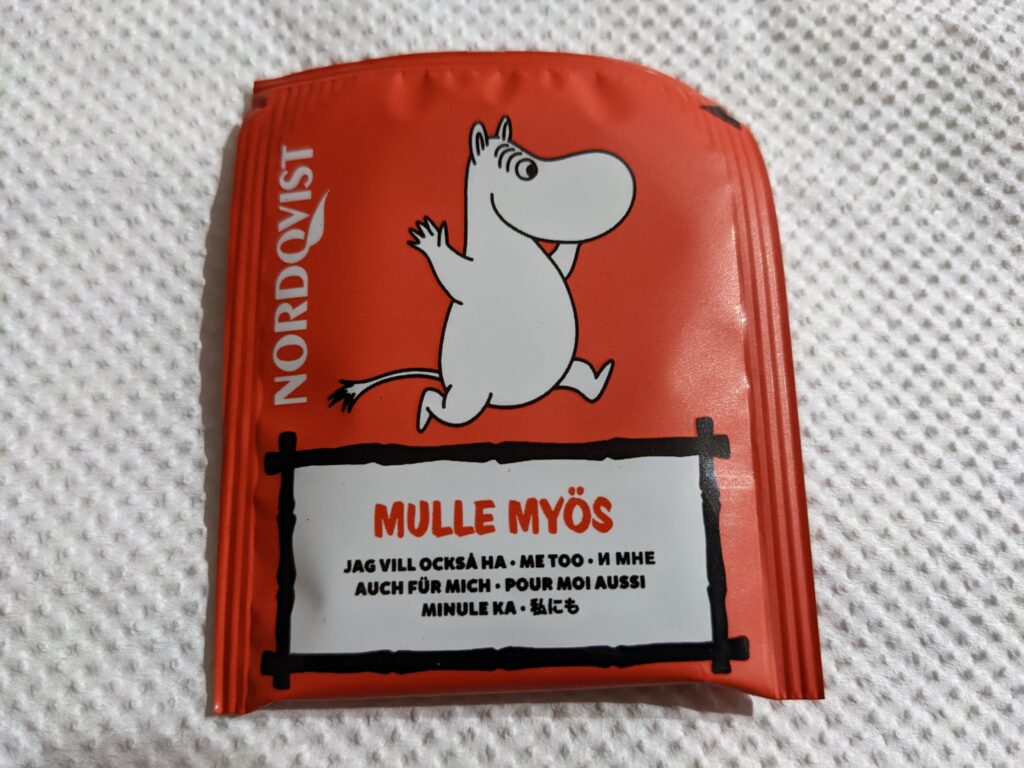 NORDQVIST
MULLE MYÖS
JAG VILL OCKSÅ HA • ME TOO • И МНЕ
AUCH FÜR MICH • POUR MOI AUSSI
MINULE KA • 私にも